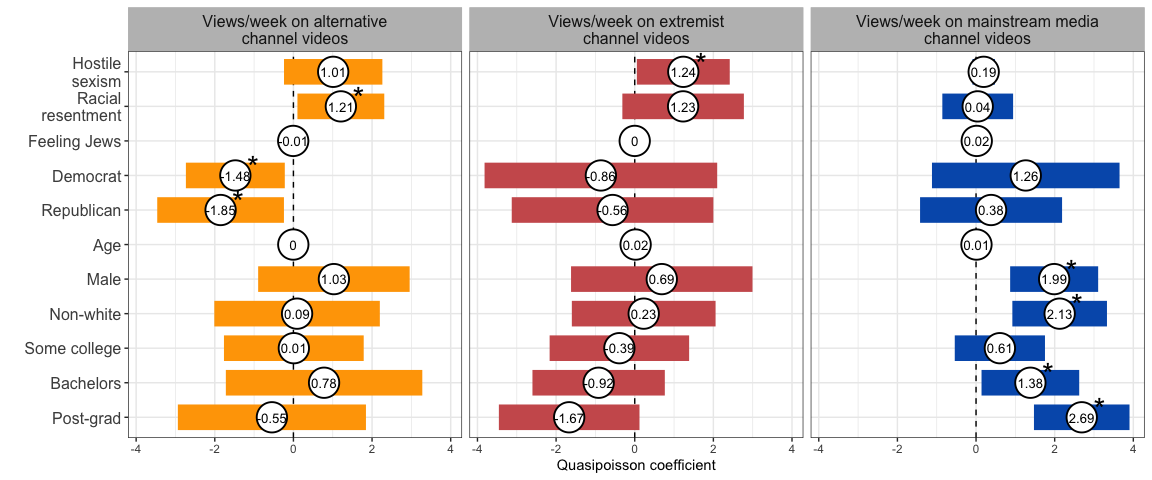 Views/week on alternative
channel videos
Views/week on extremist
channel videos
Views/week on mainstream media
channel videos
Hostile
sexism
1.01
1.24 *
0.19
Racial
resentment
1.21 *
1.23
0.04
Feeling Jews
-0.01
0
0.02
Democrat
-1.48 *
-0.86
1.26
Republican
-1.85 *
-0.56
0.38
Age
0
0.02
0.01
Male
1.03
0.69
1.99 *
Non-white
0.09
0.23
2.13 *
Some college
0.01
-0.39
0.61
Bachelors
0.78
-0.92
1.38 *
Post-grad
-0.55
-1.67
2.69 *
-4 -2 0 2 4
-4 -2 0 2 4
-4 -2 0 2 4
Quasipoisson coefficient